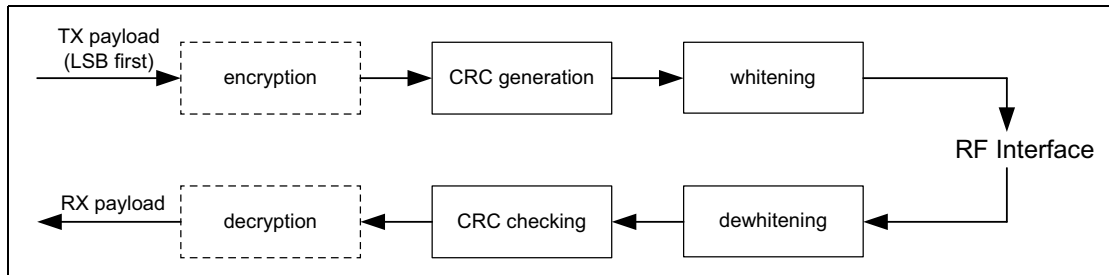 TX payload
(LSB first)
encryption
CRC generation
whitening
RF Interface
RX payload
decryption
CRC checking
dewhitening